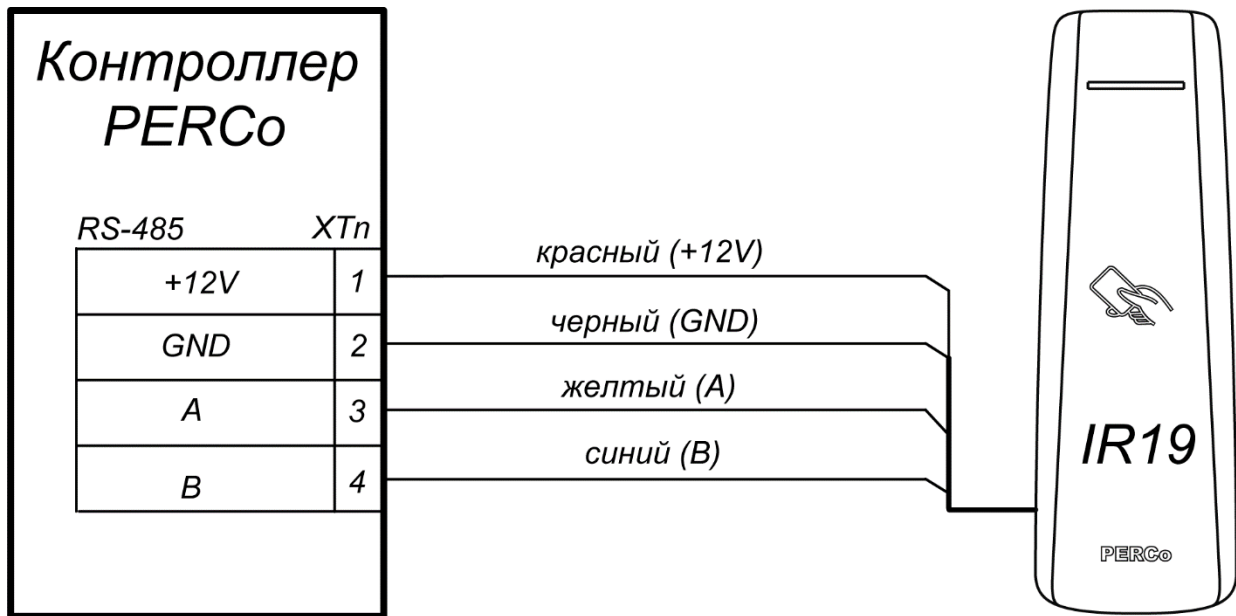 Контроллер
PERCo
RS-485 XTn
+12V 1
GND 2
A 3
B 4
красный (+12V)
черный (GND)
желтый (A)
синий (B)
IR19
PERCo